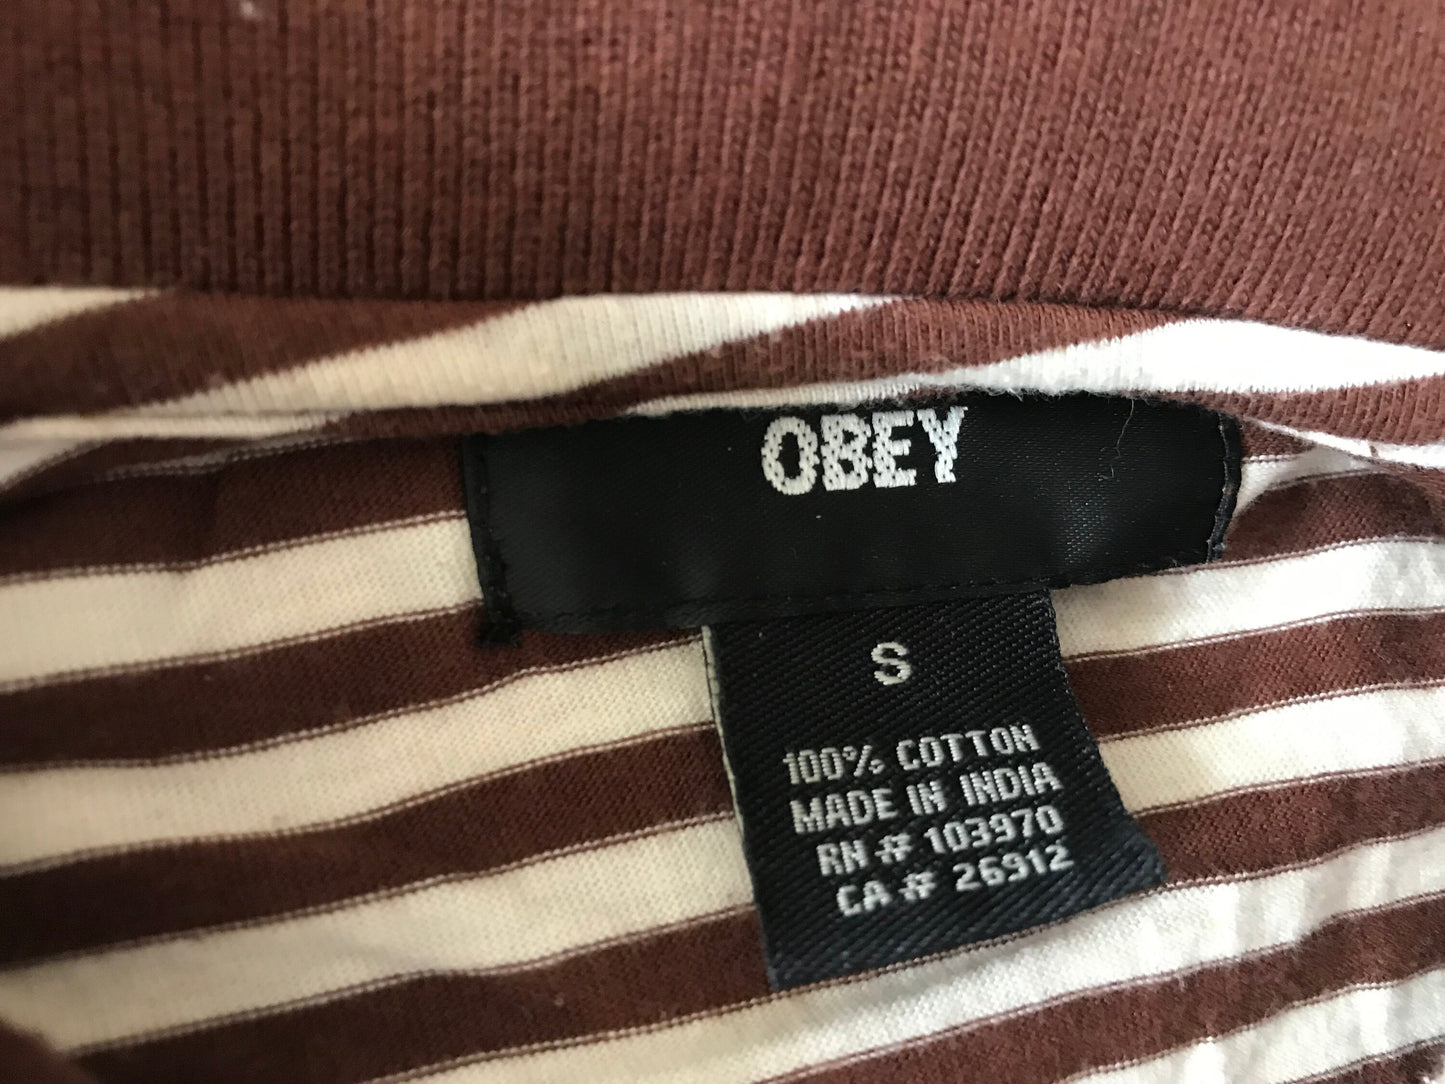 OBEY
S
100% COTTON
MADE IN INDIA
RN # 103970
CA # 26912